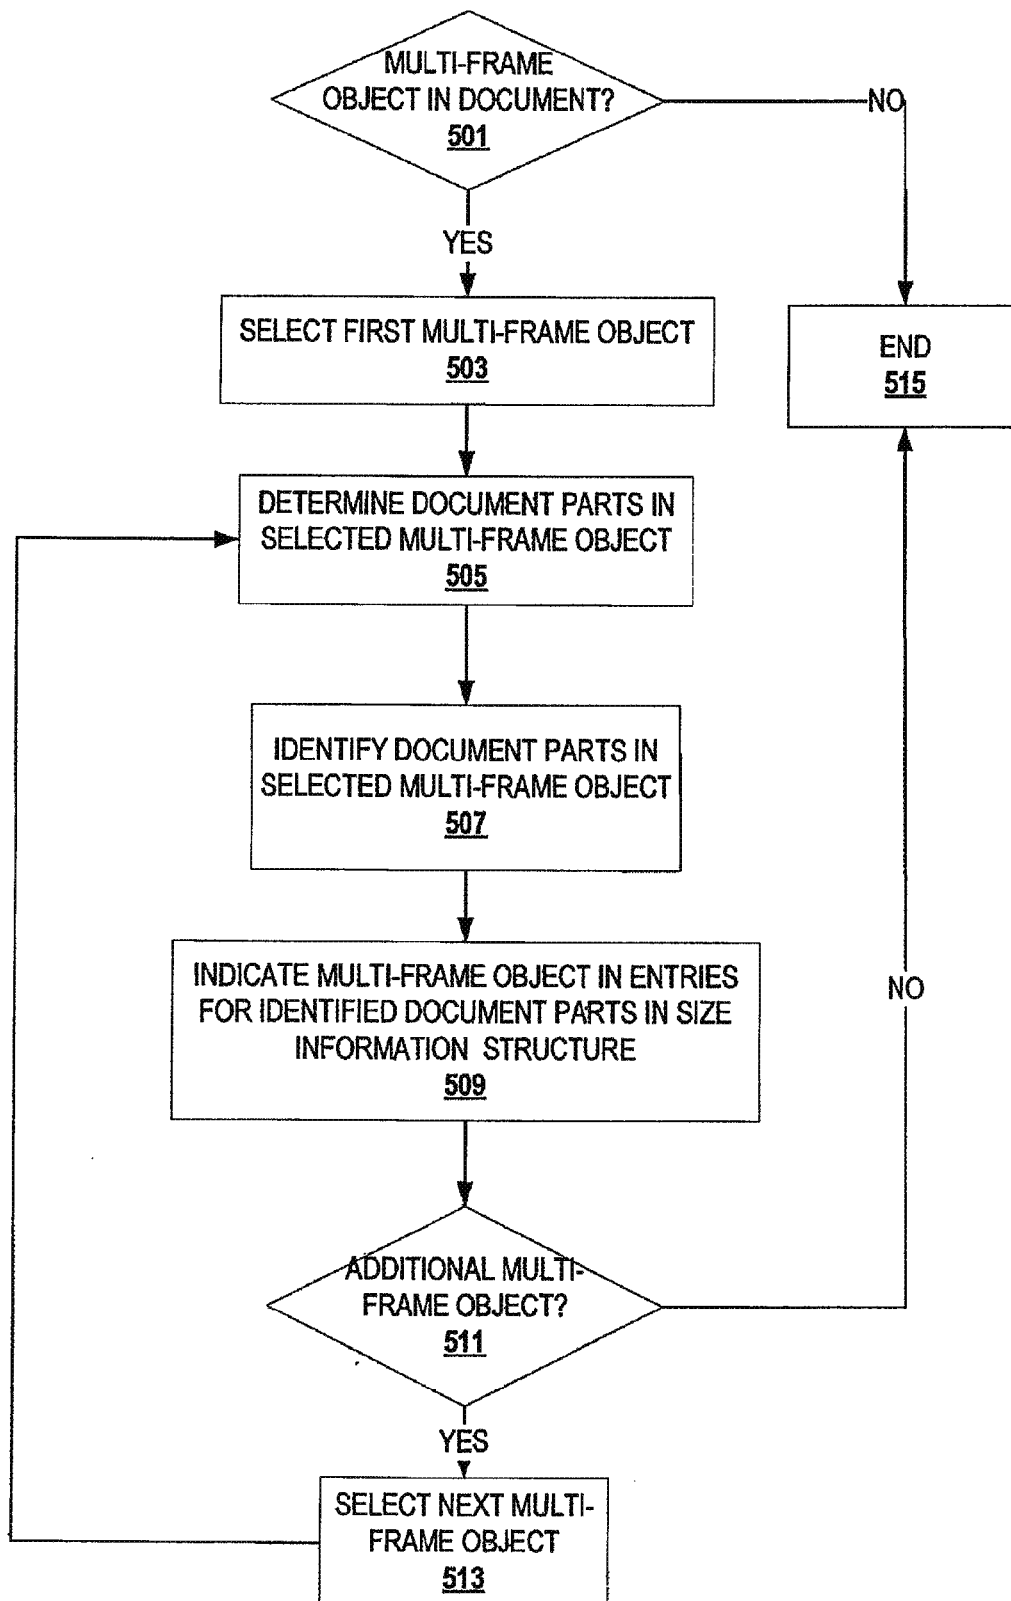 MULTI-FRAME
OBJECT IN DOCUMENT?
501
NO
YES
SELECT FIRST MULTI-FRAME OBJECT
503
END
515
DETERMINE DOCUMENT PARTS IN
SELECTED MULTI-FRAME OBJECT
505
IDENTIFY DOCUMENT PARTS IN
SELECTED MULTI-FRAME OBJECT
507
INDICATE MULTI-FRAME OBJECT IN ENTRIES
FOR IDENTIFIED DOCUMENT PARTS IN SIZE
INFORMATION STRUCTURE
509
NO
ADDITIONAL MULTI-
FRAME OBJECT?
511
YES
SELECT NEXT MULTI-
FRAME OBJECT
513